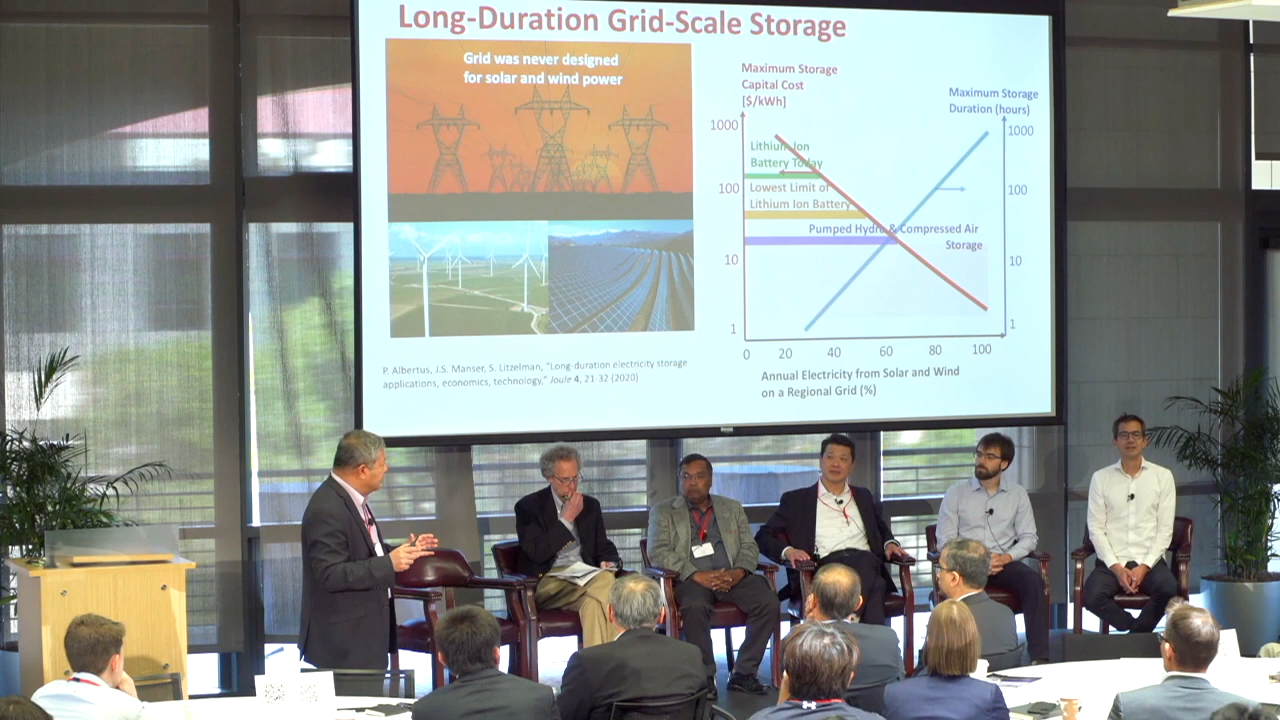 Long-Duration Grid-Scale Storage
Grid was never designed
for solar and wind power
P. Albertus, J.S. Manser, S. Litzelman, "Long-duration electricity storage
applications, economics, technology," Joule 4, 21-32 (2020)
Maximum Storage
Capital Cost
[$/kWh]
Maximum Storage
Duration (hours)
1000
100
10
1
1000
100
10
1
Lithium Ion
Battery Today
Lowest Limit of
Lithium Ion Battery
Pumped Hydro & Compressed Air
Storage
0 20 40 60 80 100
Annual Electricity from Solar and Wind
on a Regional Grid (%)